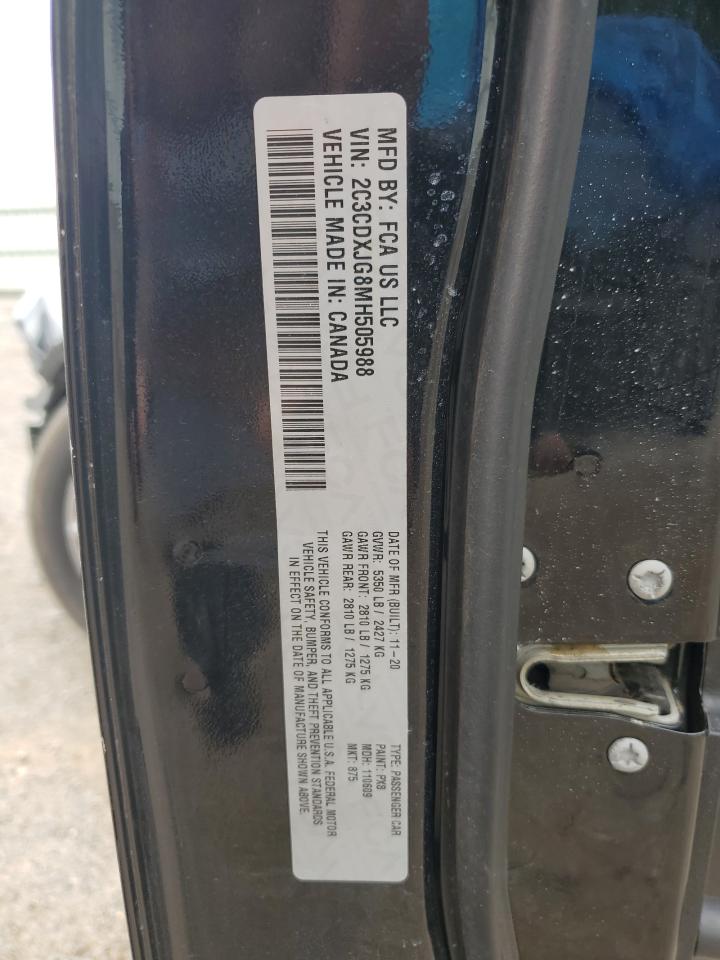 MFD BY: FCA US LLC
VIN: 2C3CDXJG8MH505988
VEHICLE MADE IN: CANADA
DATE OF MFR (BUILT): 11-20
GVWR: 5350 LB / 2427 KG
GAWR FRONT: 2810 LB / 1275 KG
GAWR REAR: 2810 LB / 1275 KG
THIS VEHICLE CONFORMS TO ALL APPLICABLE U.S.A. FEDERAL MOTOR
VEHICLE SAFETY, BUMPER, AND THEFT PREVENTION STANDARDS
IN EFFECT ON THE DATE OF MANUFACTURE SHOWN ABOVE.
TYPE: PASSENGER CAR
PAINT: PX8
MDH: 110609
MKT: 875